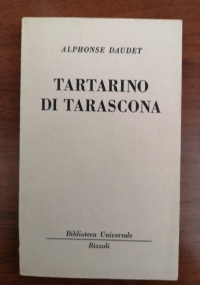 ALPHONSE DAUDET
TARTARINO
DI TARASCONA
Biblioteca Universale
Rizzoli